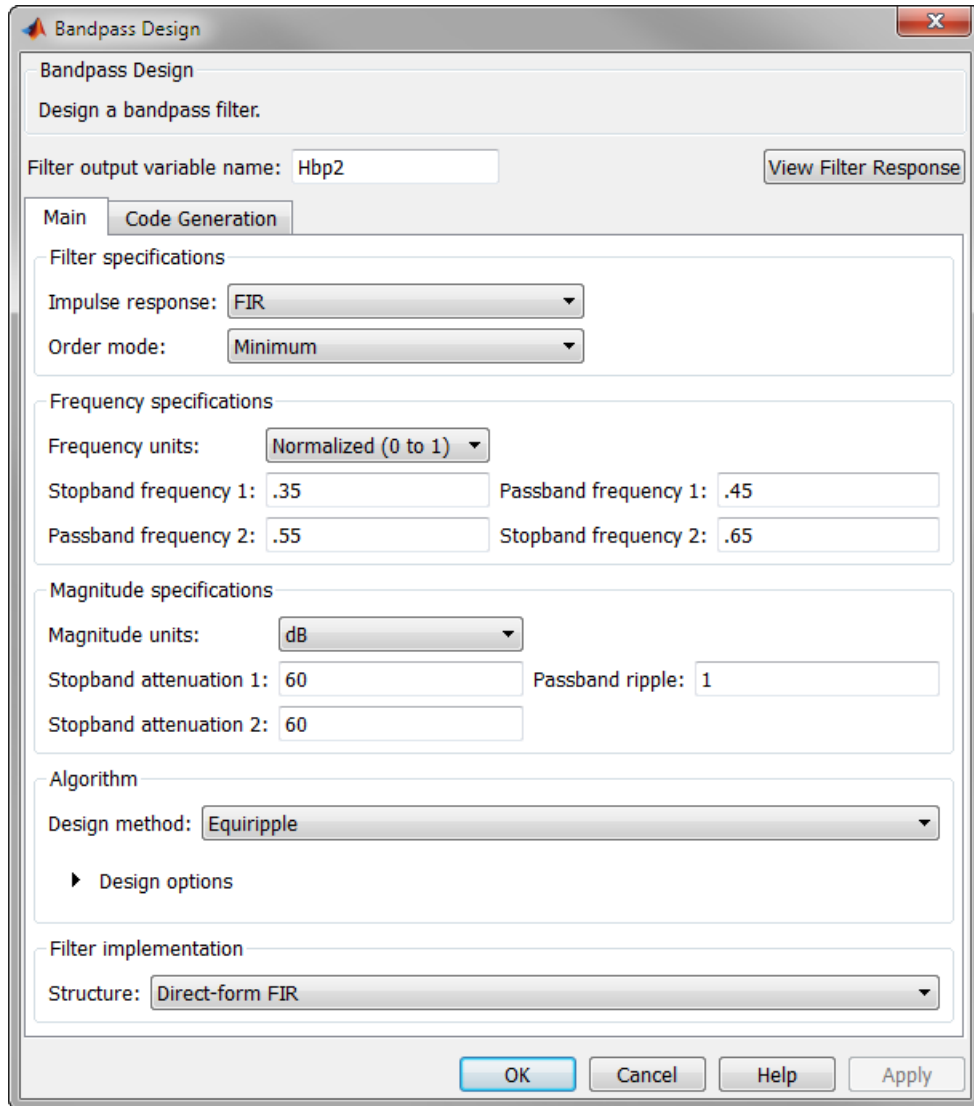 Bandpass Design
Bandpass Design
Design a bandpass filter.
Filter output variable name: Hbp2 View Filter Response
Main Code Generation
Filter specifications
Impulse response: FIR
Order mode: Minimum
Frequency specifications
Frequency units: Normalized (0 to 1)
Stopband frequency 1: .35 Passband frequency 1: .45
Passband frequency 2: .55 Stopband frequency 2: .65
Magnitude specifications
Magnitude units: dB
Stopband attenuation 1: 60 Passband ripple: 1
Stopband attenuation 2: 60
Algorithm
Design method: Equiripple
Design options
Filter implementation
Structure: Direct-form FIR
OK Cancel Help Apply